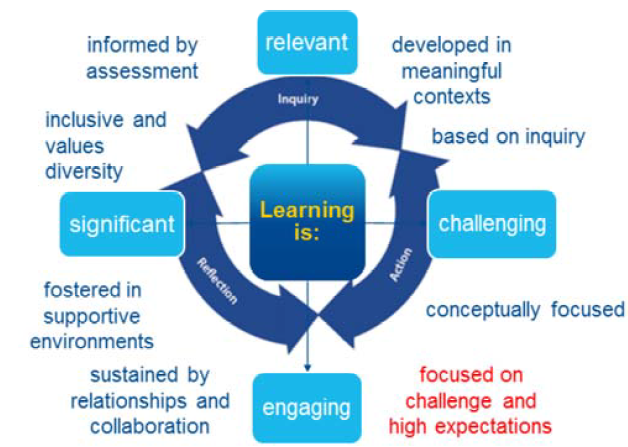 relevant
informed by
assessment
developed in
meaningful
contexts
Inquiry
inclusive and
values
diversity
based on inquiry
significant
Learning
is:
challenging
Reflection
Action
fostered in
supportive
environments
conceptually focused
sustained by
relationships and
collaboration
engaging
focused on
challenge and
high expectations